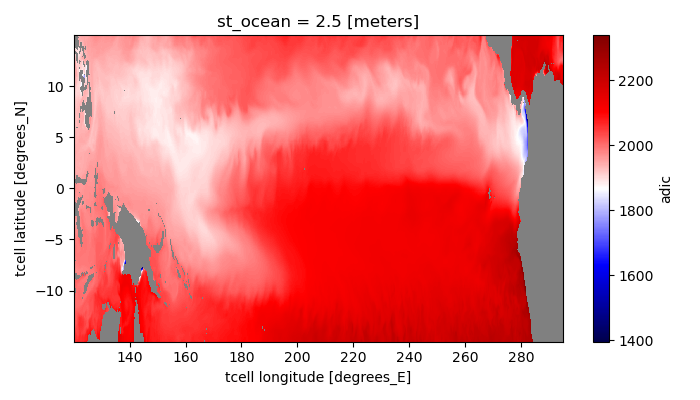 st_ocean = 2.5 [meters]
10
5
0
−5
−10
tcell latitude [degrees_N]
140 160 180 200 220 240 260 280
tcell longitude [degrees_E]
2200
2000
1800
1600
1400
adic